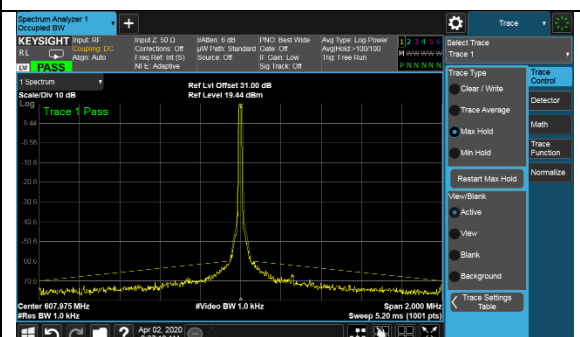 Spectrum Analyzer 1
Occupied BW
+
Trace
KEYSIGHT
Input: RF
Input Z: 50 Ω
#Atten: 6 dB
PNO: Best Wide
Avg Type: Log-Power
1 2 3 4 5 6
Select Trace
RL
Coupling: DC
Corrections: Off
µW Path: Standard
Gate: Off
Avg|Hold:>100/100
M W W W W W
Trace 1
Align: Auto
Freq Ref: Int (S)
Source: Off
IF Gain: Low
Trig: Free Run
P N N N N N
PASS
NFE: Adaptive
Sig Track: Off
1 Spectrum
Ref Lvl Offset 31.00 dB
Scale/Div 10 dB
Ref Level 19.44 dBm
Log
Trace 1 Pass
9.44
-10.6
-20.6
-30.6
-50.6
-60.6
Center 607.975 MHz
#Video BW 1.0 kHz
Span 2.000 MHz
#Res BW 1.0 kHz
Sweep 5.20 ms (1001 pts)
Trace Type
Clear / Write
Trace Average
Max Hold
Min Hold
Restart Max Hold
View/Blank
Active
View
Blank
Background
Trace Settings
Table
Trace
Control
Detector
Math
Trace
Function
Normalize
?
Apr 02, 2020